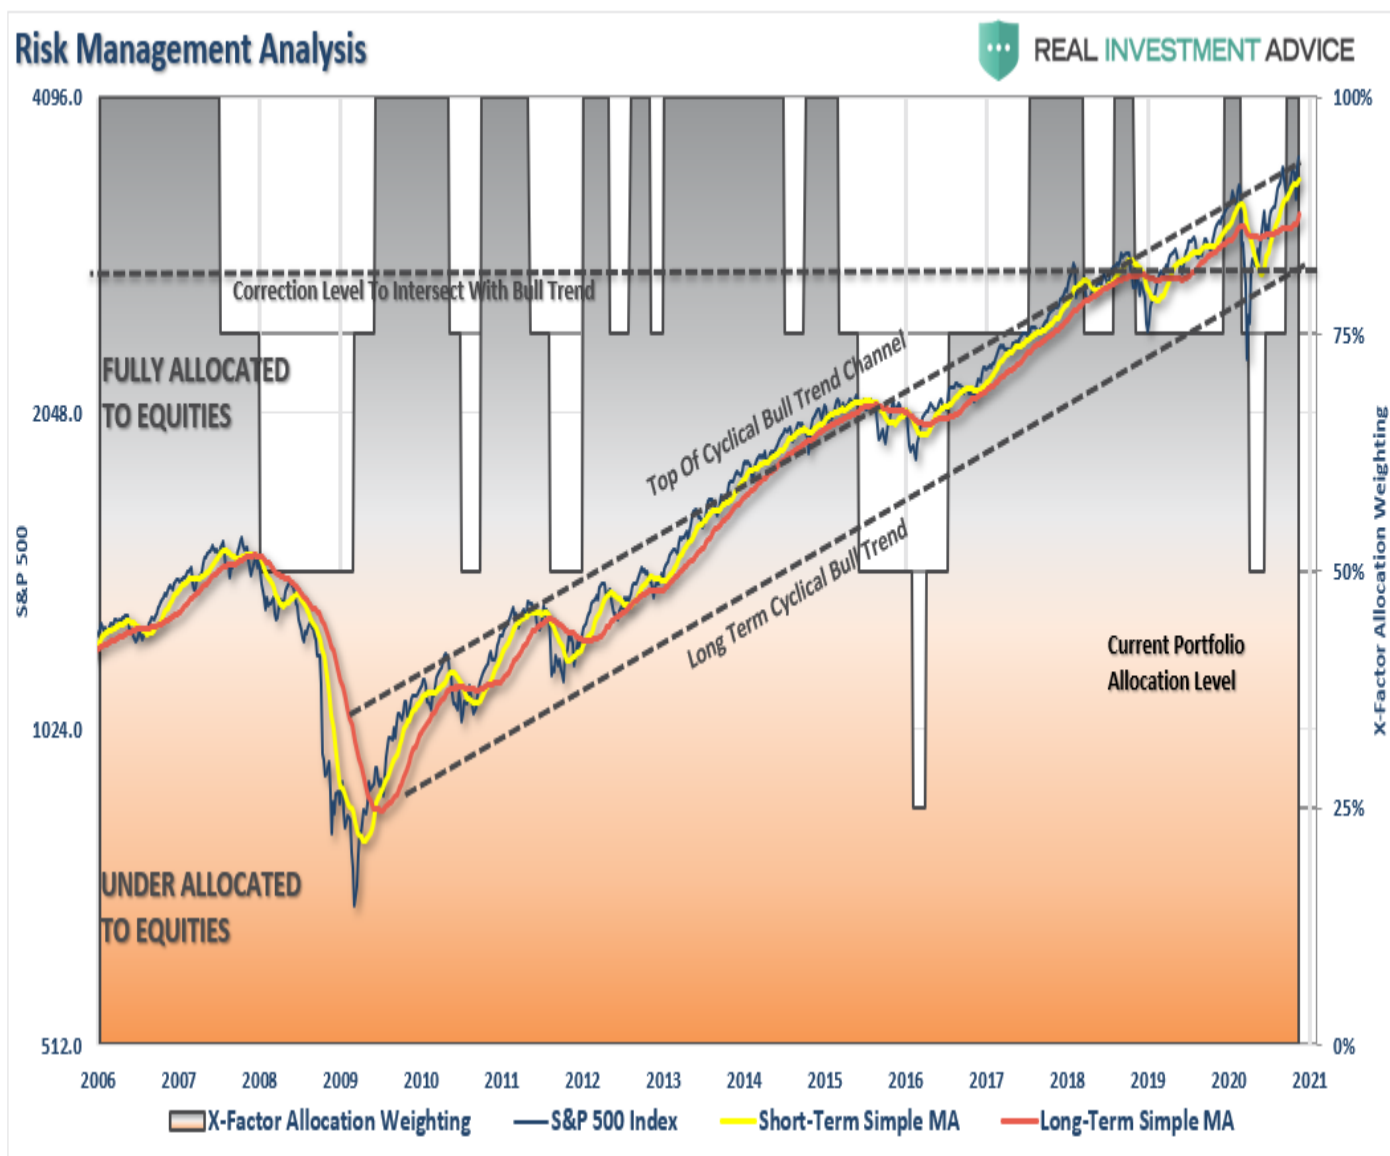 Risk Management Analysis
REAL INVESTMENT ADVICE
4096.0
2048.0
1024.0
512.0
S&P 500
100%
75%
50%
25%
0%
X-Factor Allocation Weighting
Correction Level To Intersect With Bull Trend
FULLY ALLOCATED
TO EQUITIES
Top Of Cyclical Bull Trend Channel
Long Term Cyclical Bull Trend
Current Portfolio
Allocation Level
UNDER ALLOCATED
TO EQUITIES
2006 2007 2008 2009 2010 2011 2012 2013 2014 2015 2016 2017 2018 2019 2020 2021
X-Factor Allocation Weighting S&P 500 Index Short-Term Simple MA Long-Term Simple MA